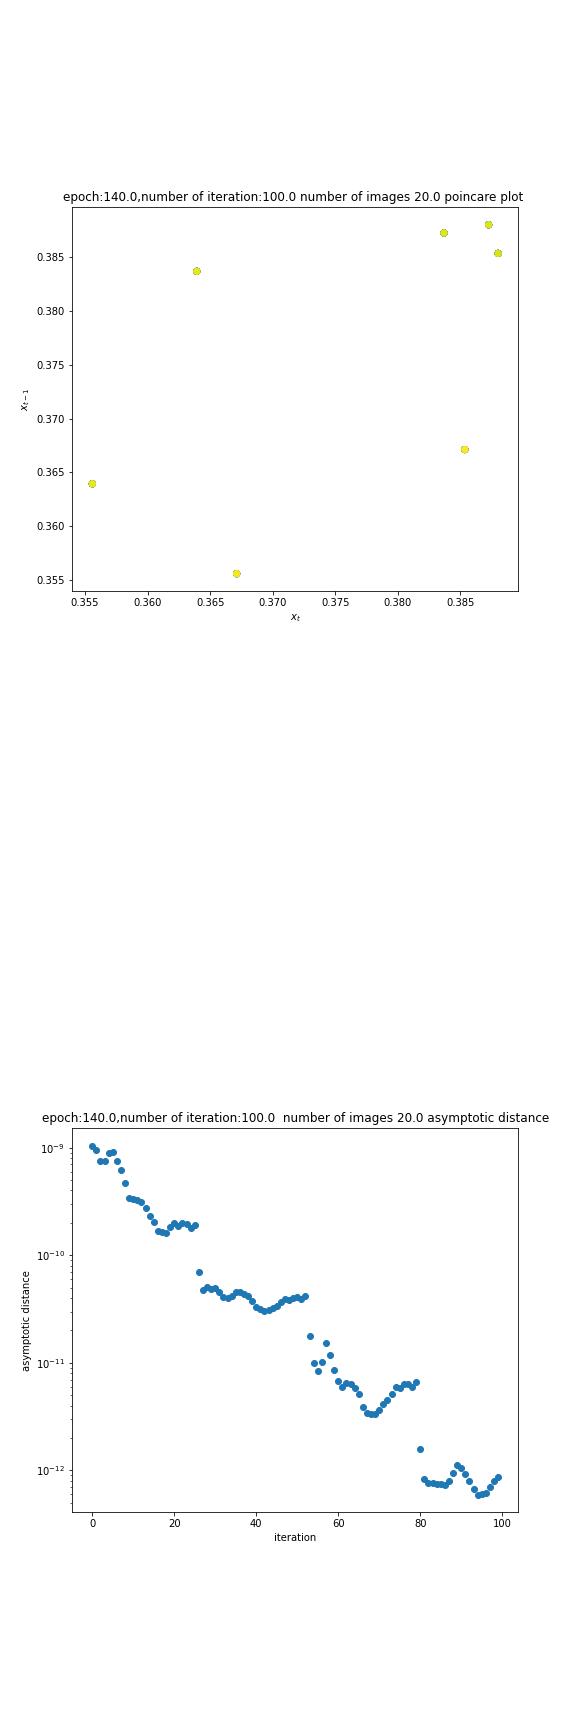 epoch:140.0,number of iteration:100.0 number of images 20.0 poincare plot
0.385
0.380
0.375
0.370
0.365
0.360
0.355
x_{t-1}
0.355 0.360 0.365 0.370 0.375 0.380 0.385
x_t
epoch:140.0,number of iteration:100.0  number of images 20.0 asymptotic distance
10^{-9}
10^{-10}
10^{-11}
10^{-12}
asymptotic distance
0 20 40 60 80 100
iteration